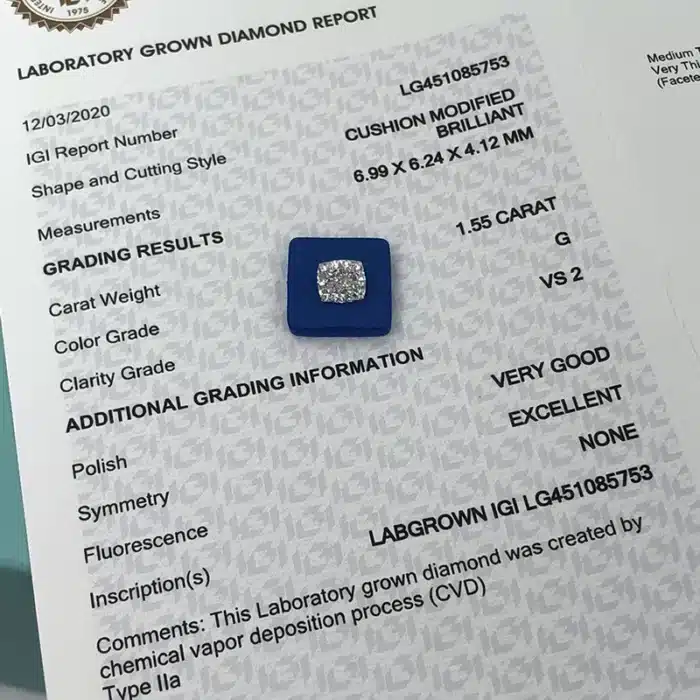 1975
LABORATORY GROWN DIAMOND REPORT
12/03/2020
IGI Report Number LG451085753
Shape and Cutting Style CUSHION MODIFIED
BRILLIANT
Measurements 6.99 X 6.24 X 4.12 MM
GRADING RESULTS
Carat Weight 1.55 CARAT
Color Grade G
Clarity Grade VS 2
ADDITIONAL GRADING INFORMATION
Polish VERY GOOD
Symmetry EXCELLENT
Fluorescence NONE
Inscription(s) LABGROWN IGI LG451085753
Comments: This Laboratory grown diamond was created by
chemical vapor deposition process (CVD)
Type IIa
Medium
Very Thi
(Facete